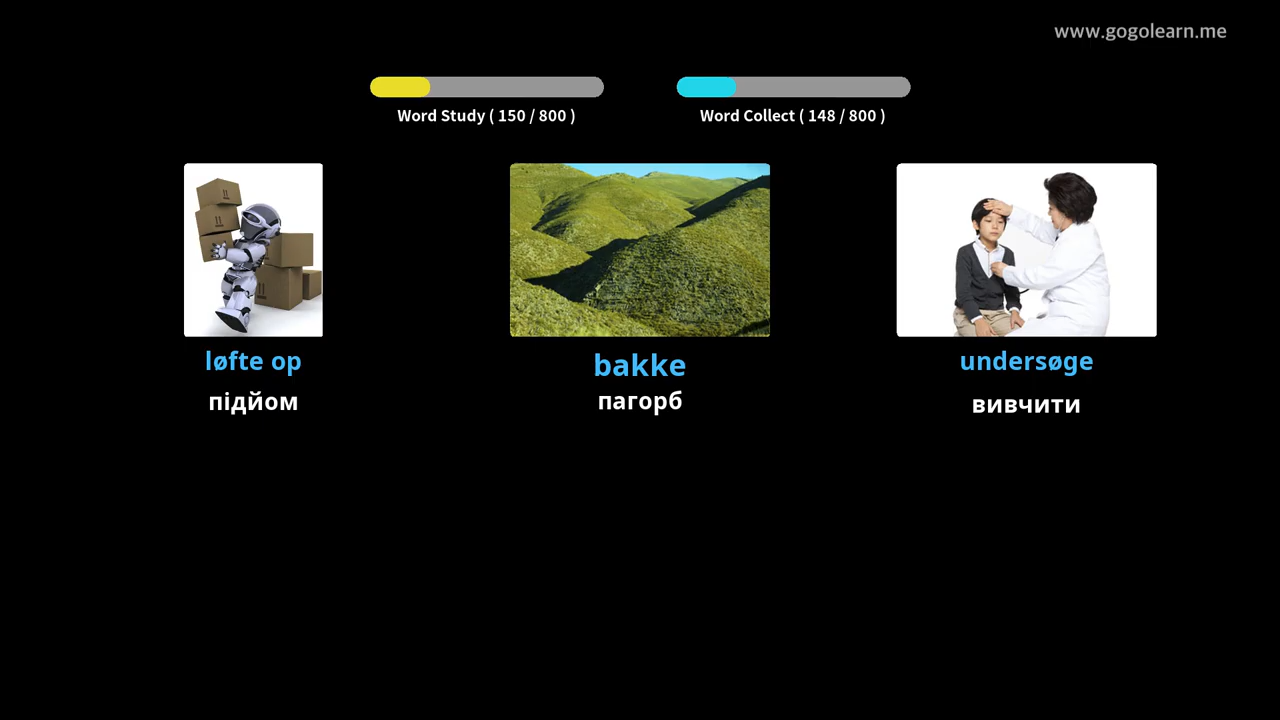 www.gogolearn.me
Word Study ( 150 / 800 )
Word Collect ( 148 / 800 )
løfte op
bakke
undersøge
підйом
пагорб
вивчити